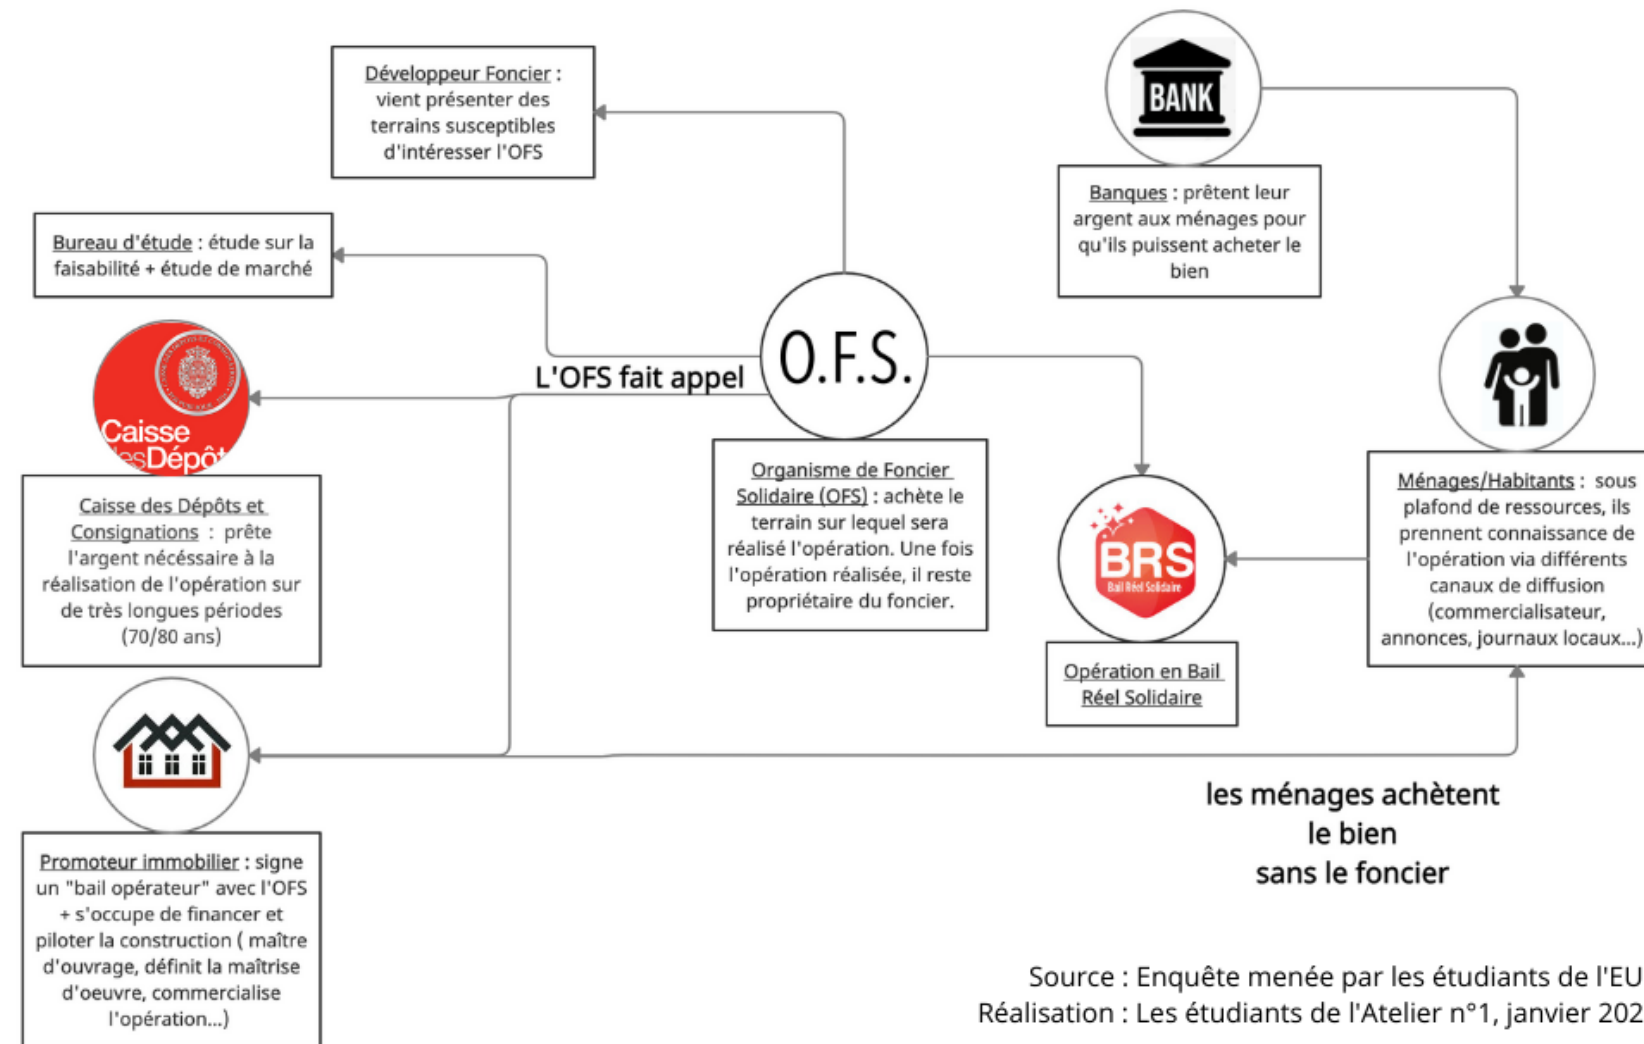 Développeur Foncier :
vient présenter des
terrains susceptibles
d'intéresser l'OFS
BANK
Banques : prêtent leur
argent aux ménages pour
qu'ils puissent acheter le
bien
Bureau d'étude : étude sur la
faisabilité + étude de marché
O.F.S.
L'OFS fait appel
Caisse
desDépôt
Caisse des Dépôts et
Consignations : prête
l'argent nécéssaire à la
réalisation de l'opération sur
de très longues périodes
(70/80 ans)
Organisme de Foncier
Solidaire (OFS) : achète le
terrain sur lequel sera
réalisé l'opération. Une fois
l'opération réalisée, il reste
propriétaire du foncier.
BRS
Bail Réel Solidaire
Opération en Bail
Réel Solidaire
Ménages/Habitants : sous
plafond de ressources, ils
prennent connaissance de
l'opération via différents
canaux de diffusion
(commercialisateur,
annonces, journaux locaux...)
Promoteur immobilier : signe
un "bail opérateur" avec l'OFS
+ s'occupe de financer et
piloter la construction ( maître
d'ouvrage, définit la maîtrise
d'oeuvre, commercialise
l'opération...)
les ménages achètent
le bien
sans le foncier
Source : Enquête menée par les étudiants de l'EU
Réalisation : Les étudiants de l'Atelier n°1, janvier 202